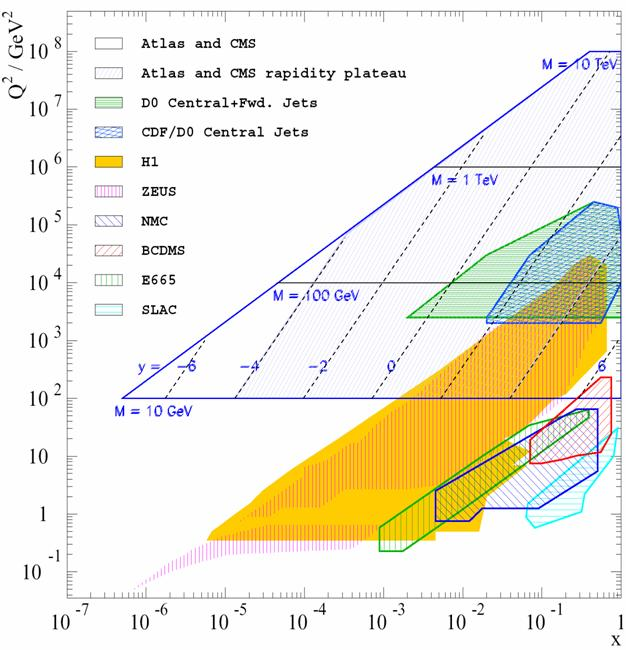 Q² / GeV²
10⁸
10⁷
10⁶
10⁵
10⁴
10³
10²
10
1
10⁻¹
Atlas and CMS
Atlas and CMS rapidity plateau
D0 Central+Fwd. Jets
CDF/D0 Central Jets
H1
ZEUS
NMC
BCDMS
E665
SLAC
M = 10 TeV
M = 1 TeV
M = 100 GeV
y = -6 -4 -2 0 6
M = 10 GeV
10⁻⁷ 10⁻⁶ 10⁻⁵ 10⁻⁴ 10⁻³ 10⁻² 10⁻¹ 1
x